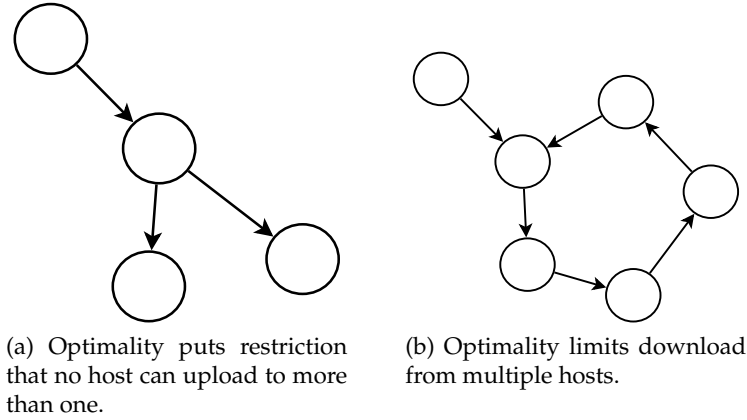 (a) Optimality puts restriction
that no host can upload to more
than one.
(b) Optimality limits download
from multiple hosts.